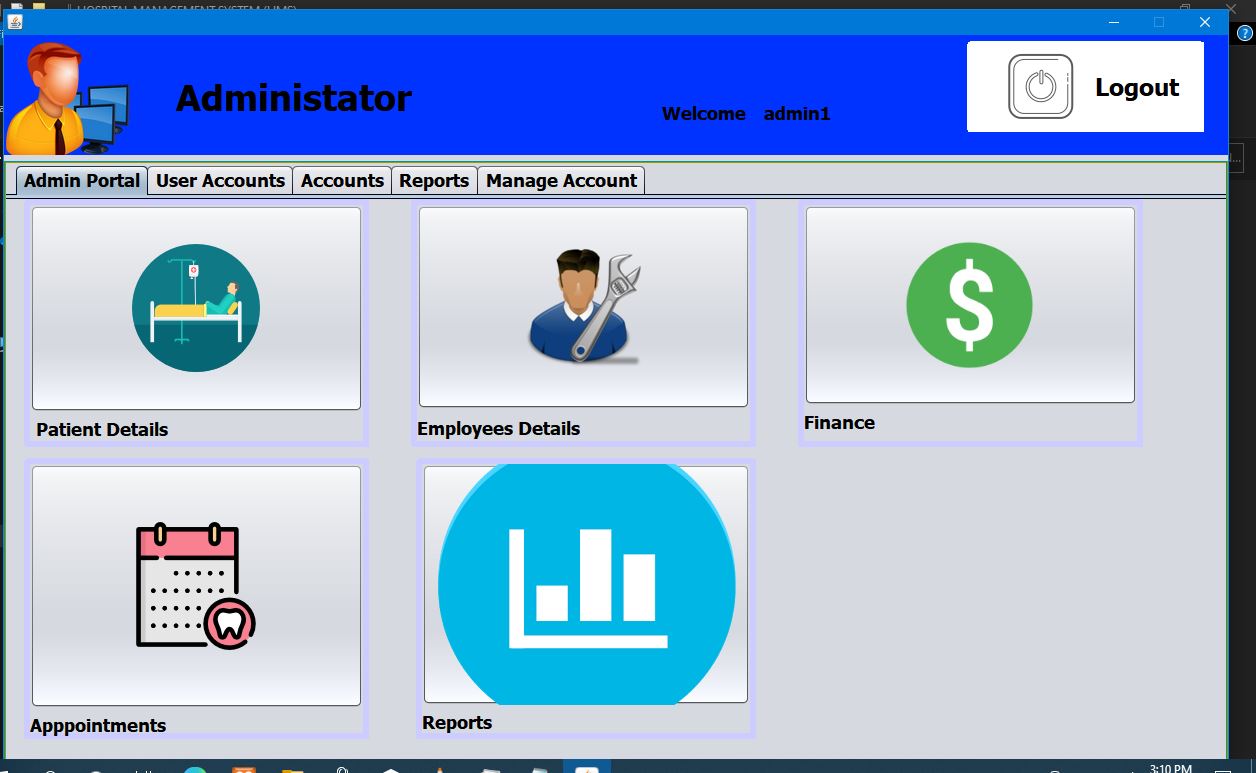 HOSPITAL MANAGEMENT SYSTEM (HMS)
Administator
Welcome admin1
Logout
Admin Portal
User Accounts
Accounts
Reports
Manage Account
Patient Details
Employees Details
Finance
Apppointments
Reports
3:10 PM